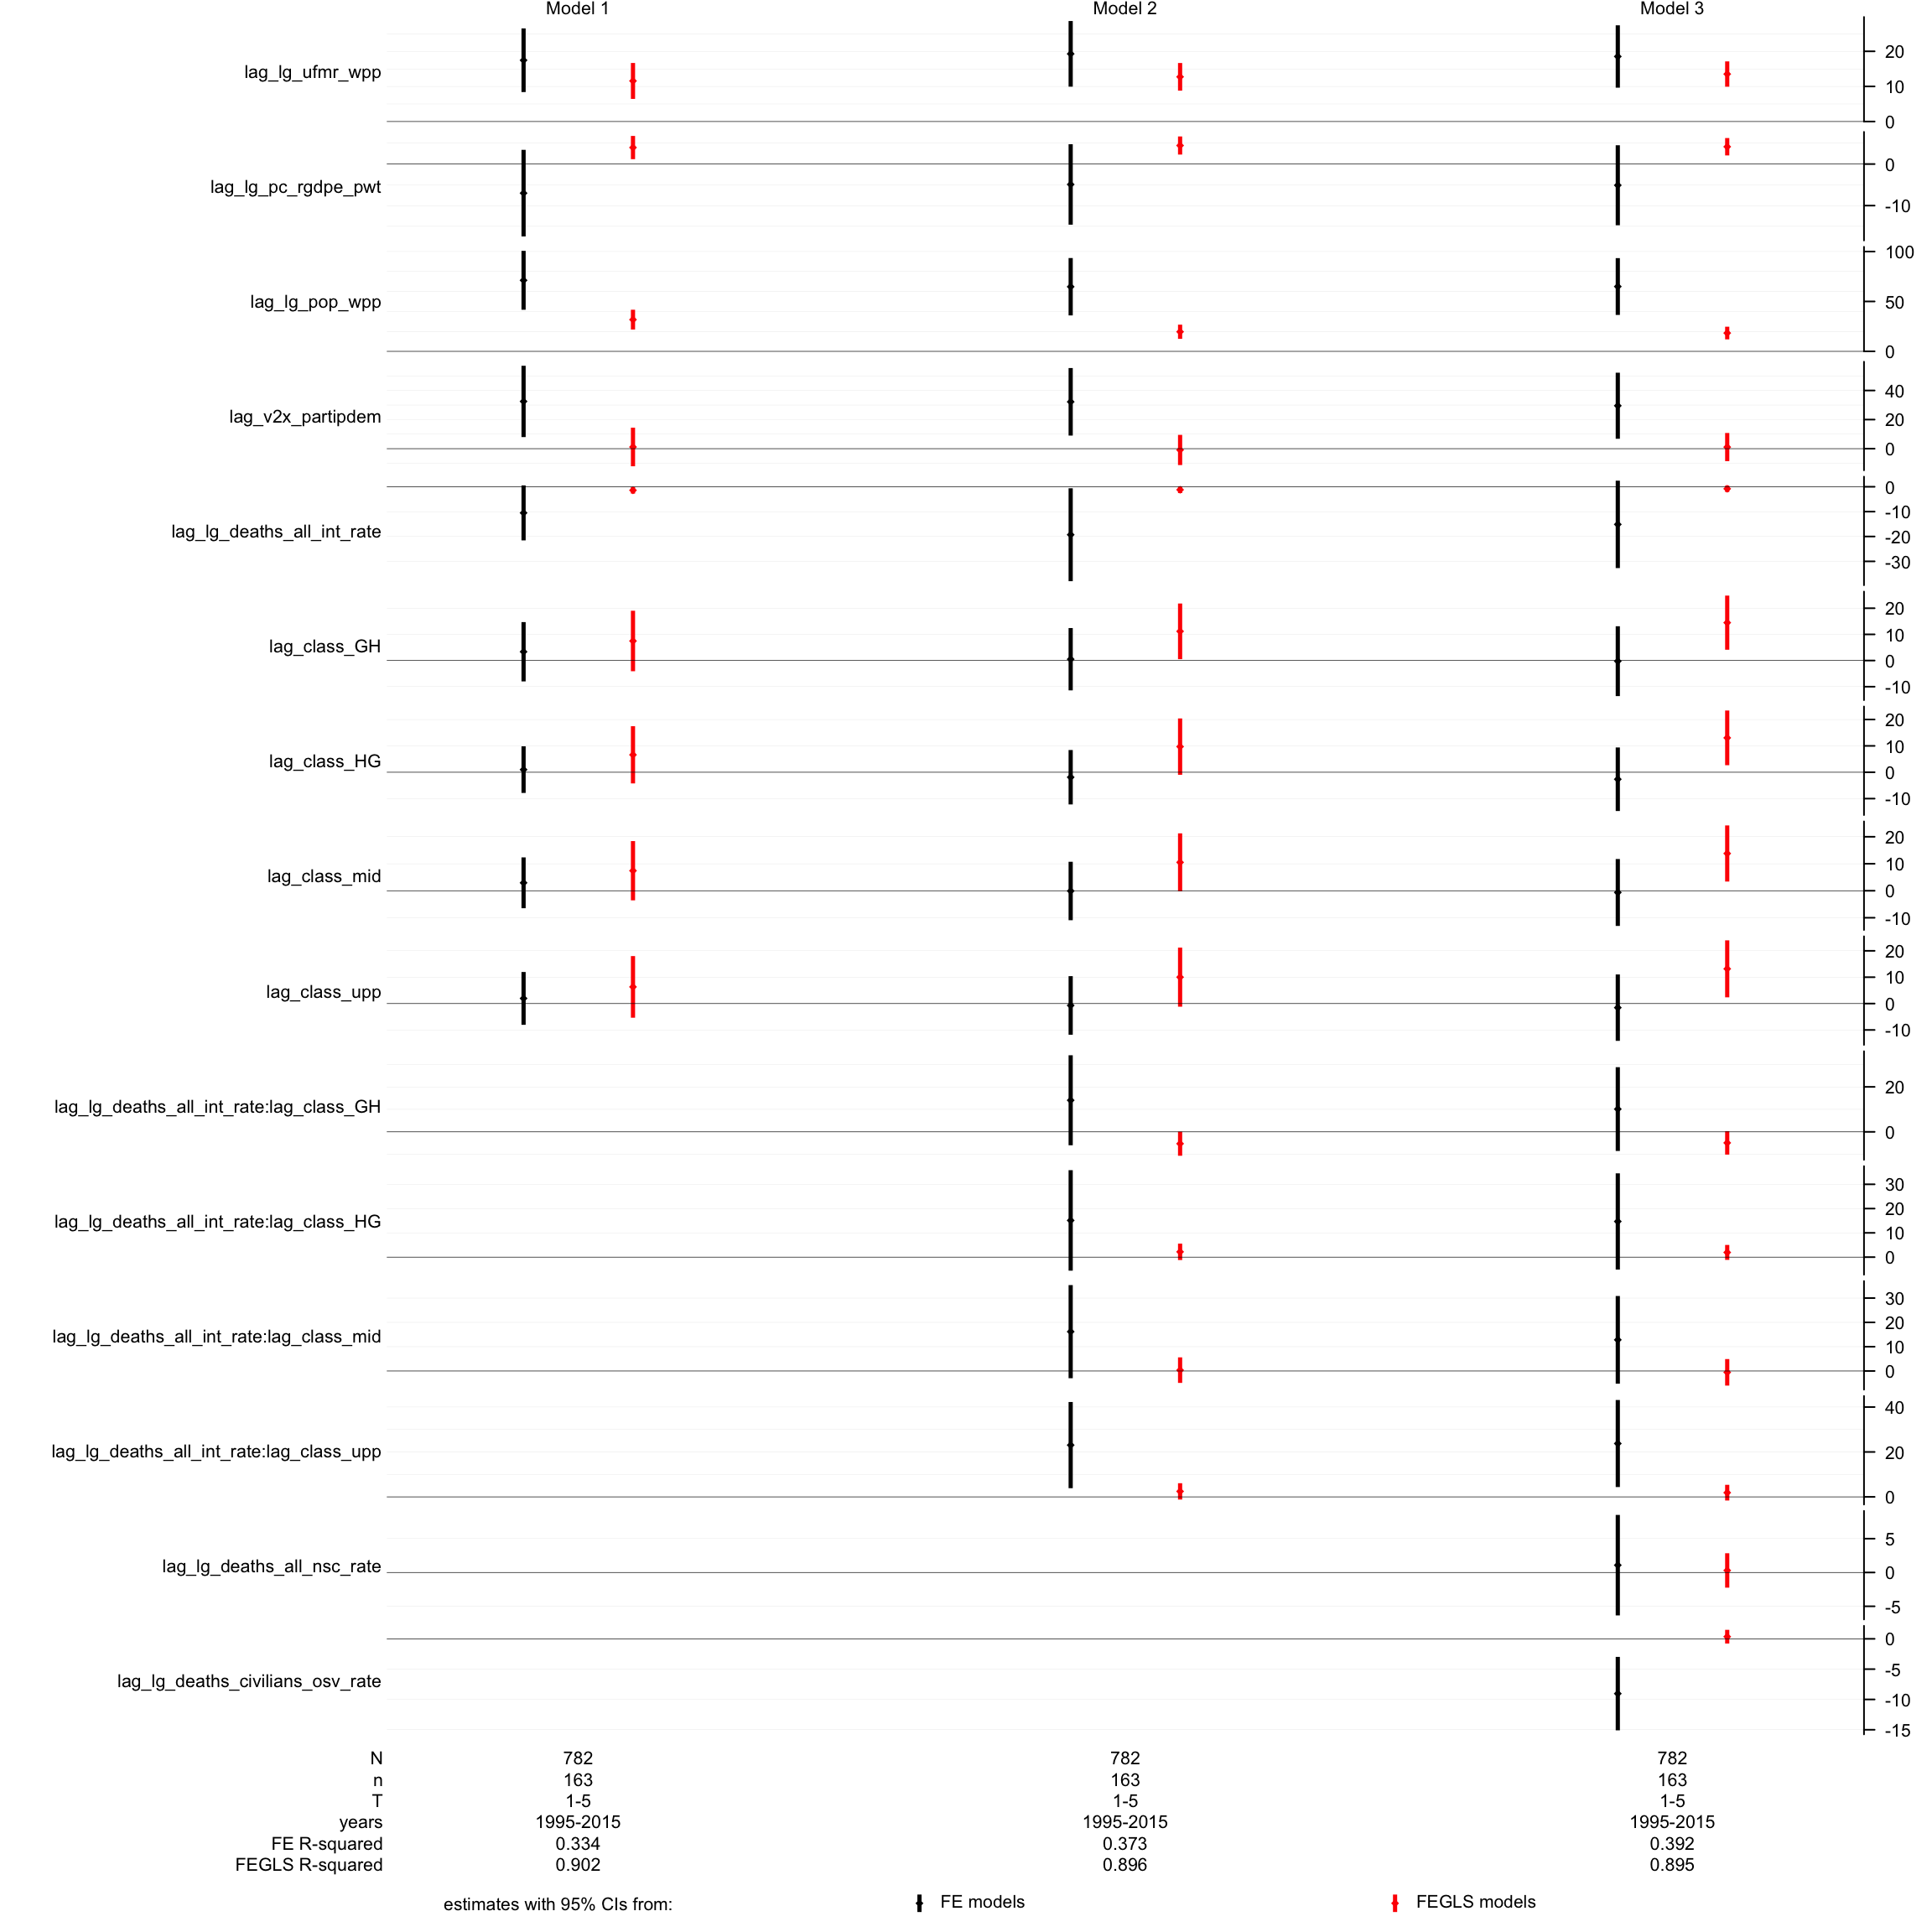 Model 1 Model 2 Model 3
lag_lg_ufmr_wpp
20
10
0
lag_lg_pc_rgdpe_pwt
0
-10
lag_lg_pop_wpp
100
50
0
lag_v2x_partipdem
40
20
0
lag_lg_deaths_all_int_rate
0
-10
-20
-30
lag_class_GH
20
10
0
-10
lag_class_HG
20
10
0
-10
lag_class_mid
20
10
0
-10
lag_class_upp
20
10
0
-10
lag_lg_deaths_all_int_rate:lag_class_GH
20
0
lag_lg_deaths_all_int_rate:lag_class_HG
30
20
10
0
lag_lg_deaths_all_int_rate:lag_class_mid
30
20
10
0
lag_lg_deaths_all_int_rate:lag_class_upp
40
20
0
lag_lg_deaths_all_nsc_rate
5
0
-5
lag_lg_deaths_civilians_osv_rate
0
-5
-10
-15
N 782 782 782
n 163 163 163
T 1-5 1-5 1-5
years 1995-2015 1995-2015 1995-2015
FE R-squared 0.334 0.373 0.392
FEGLS R-squared 0.902 0.896 0.895
estimates with 95% CIs from: FE models FEGLS models